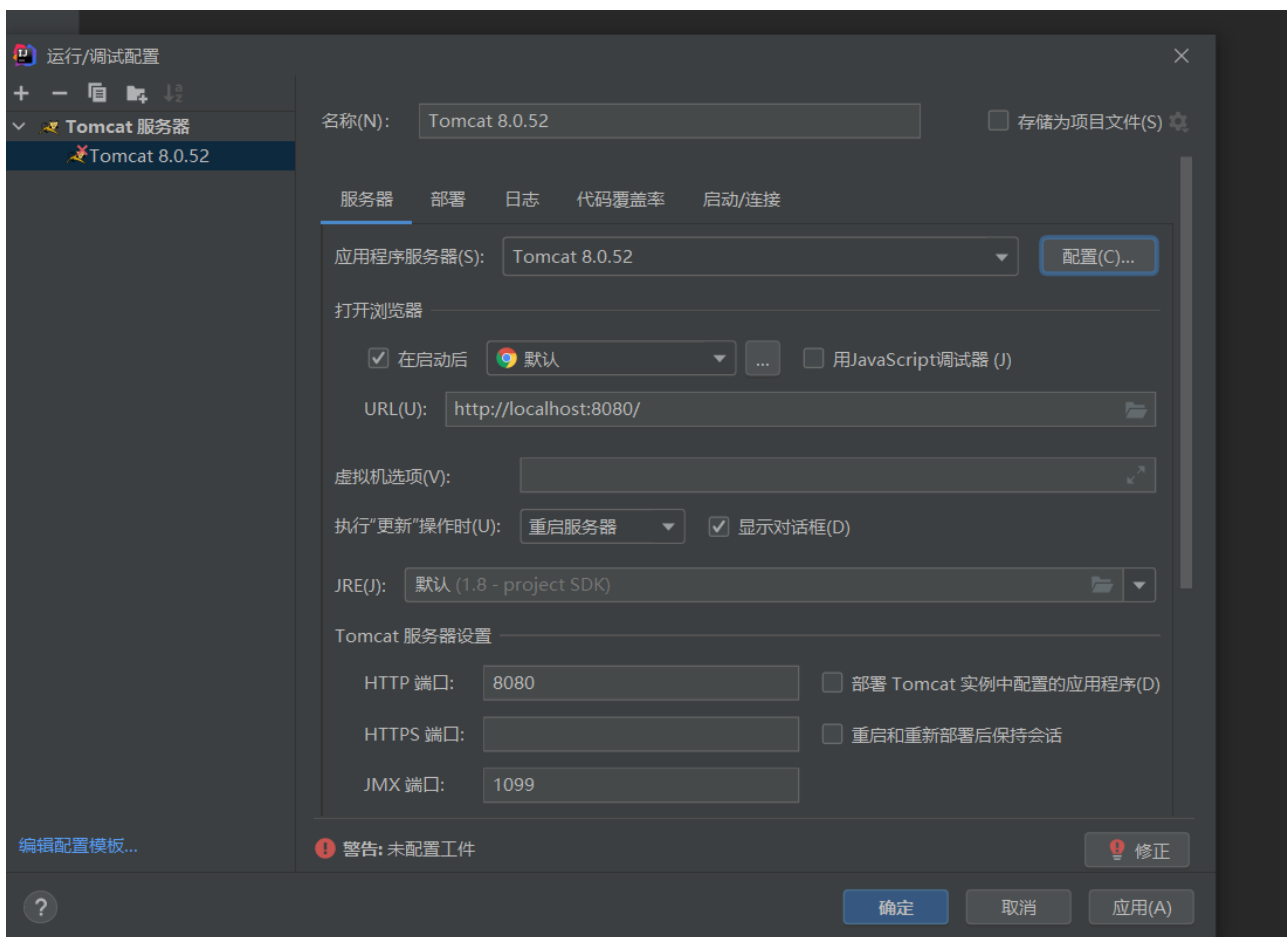 运行/调试配置
Tomcat 服务器
Tomcat 8.0.52
编辑配置模板...
名称(N): Tomcat 8.0.52 存储为项目文件(S)
服务器 部署 日志 代码覆盖率 启动/连接
应用程序服务器(S): Tomcat 8.0.52 配置(C)...
打开浏览器
在启动后 默认 ... 用JavaScript调试器 (J)
URL(U): http://localhost:8080/
虚拟机选项(V):
执行“更新”操作时(U): 重启服务器 显示对话框(D)
JRE(J): 默认 (1.8 - project SDK)
Tomcat 服务器设置
HTTP 端口: 8080 部署 Tomcat 实例中配置的应用程序(D)
HTTPS 端口: 重启和重新部署后保持会话
JMX 端口: 1099
警告: 未配置工件 修正
? 确定 取消 应用(A)